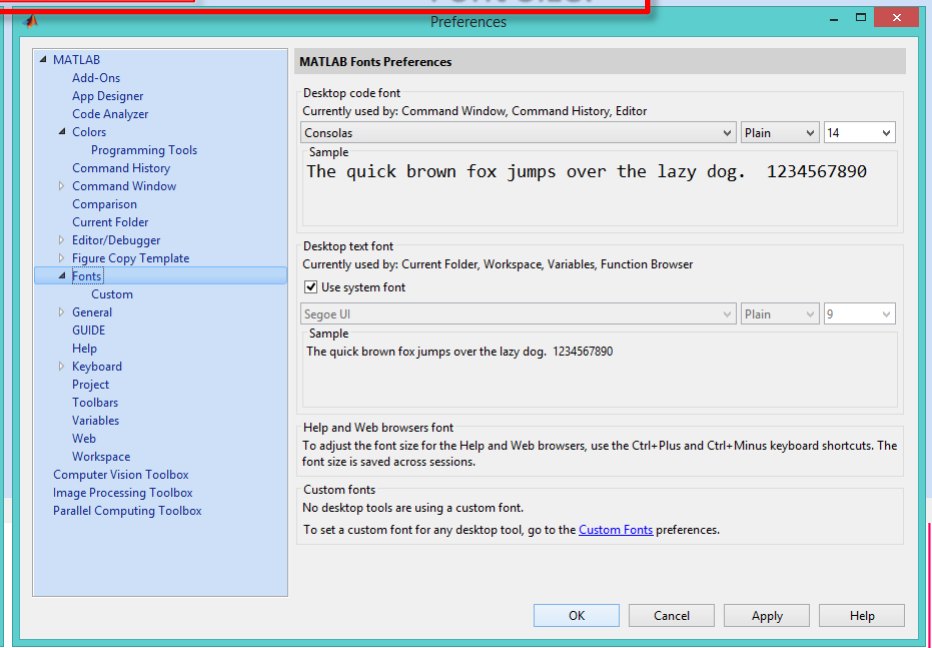 Preferences
MATLAB
Add-Ons
App Designer
Code Analyzer
Colors
Programming Tools
Command History
Command Window
Comparison
Current Folder
Editor/Debugger
Figure Copy Template
Fonts
Custom
General
GUIDE
Help
Keyboard
Project
Toolbars
Variables
Web
Workspace
Computer Vision Toolbox
Image Processing Toolbox
Parallel Computing Toolbox
MATLAB Fonts Preferences
Desktop code font
Currently used by: Command Window, Command History, Editor
Consolas Plain 14
Sample
The quick brown fox jumps over the lazy dog. 1234567890
Desktop text font
Currently used by: Current Folder, Workspace, Variables, Function Browser
Use system font
Segoe UI Plain 9
Sample
The quick brown fox jumps over the lazy dog. 1234567890
Help and Web browsers font
To adjust the font size for the Help and Web browsers, use the Ctrl+Plus and Ctrl+Minus keyboard shortcuts. The
font size is saved across sessions.
Custom fonts
No desktop tools are using a custom font.
To set a custom font for any desktop tool, go to the Custom Fonts preferences.
OK Cancel Apply Help